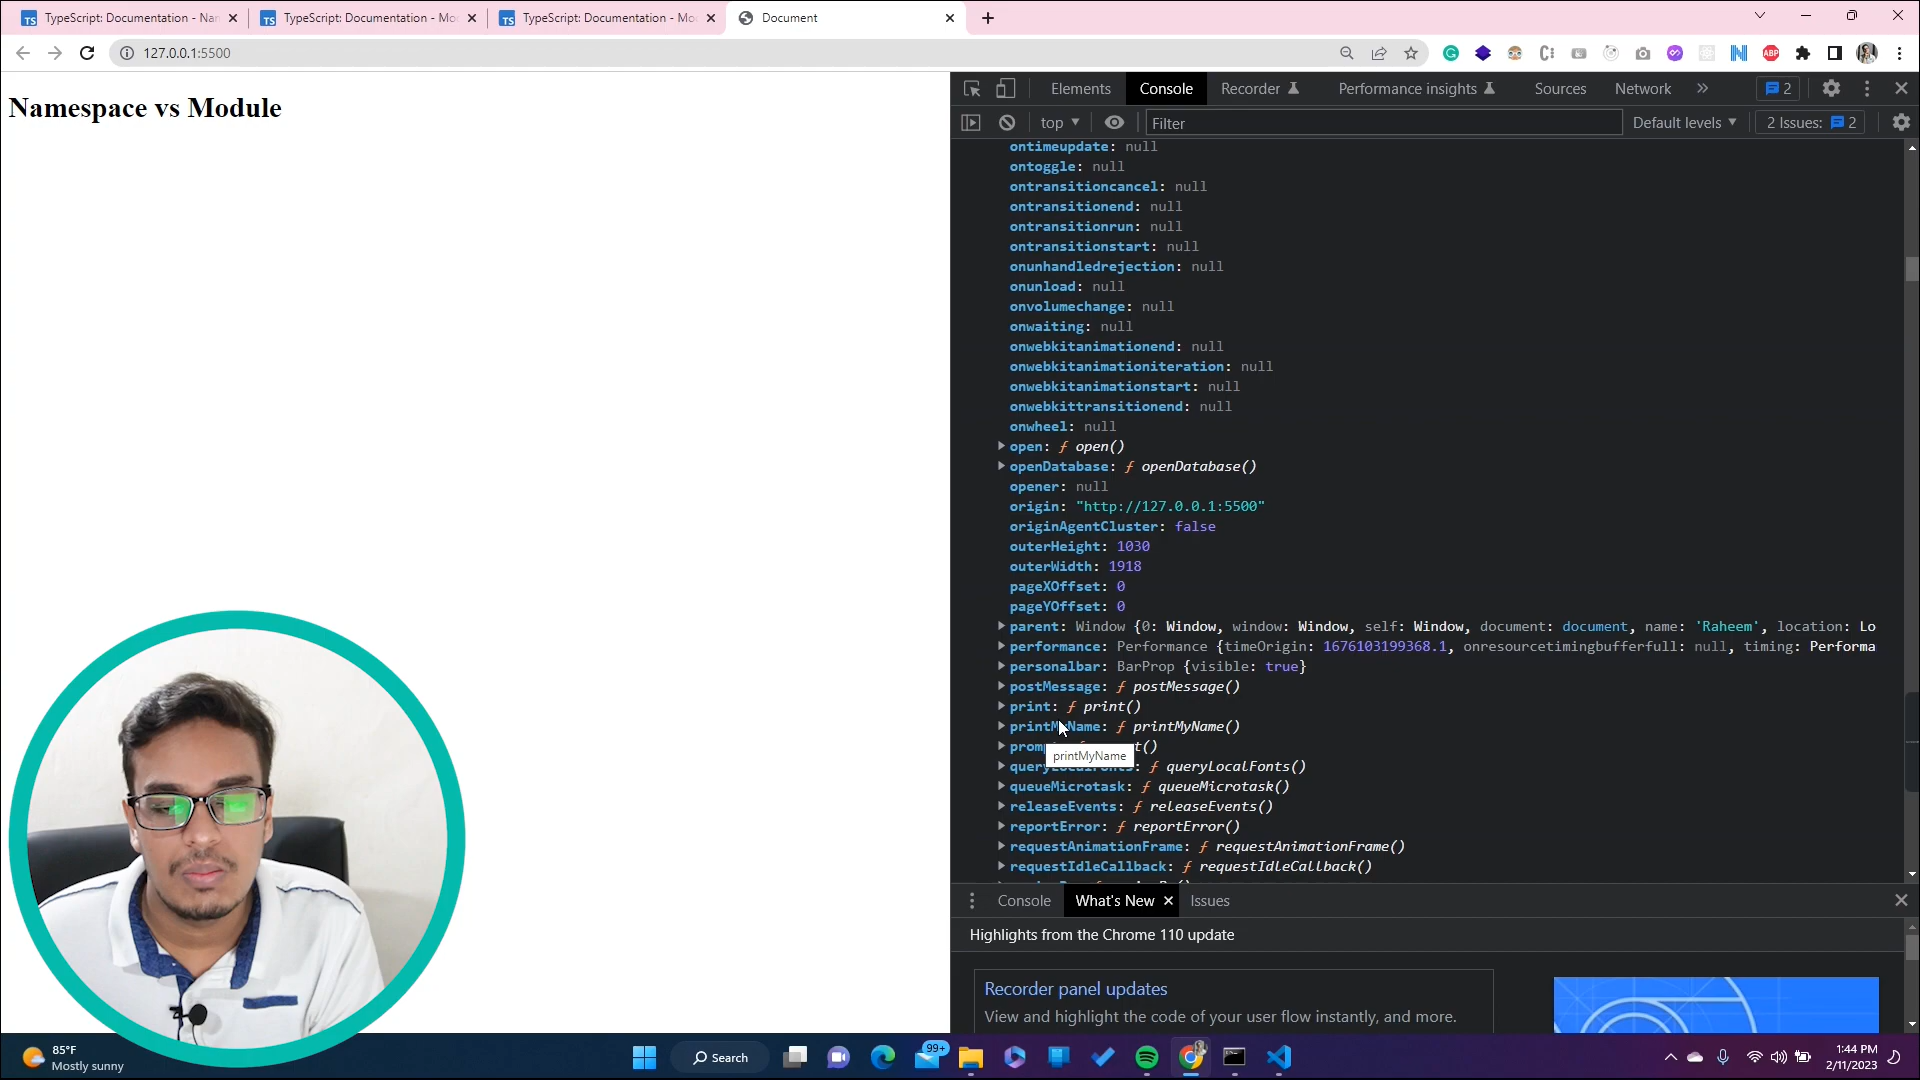 TypeScript: Documentation - Nar
TypeScript: Documentation - Mo
TypeScript: Documentation - Mo
Document
127.0.0.1:5500
ABP
Namespace vs Module
Elements
Console
Recorder
Performance insights
Sources
Network
2
top
Filter
Default levels
2 Issues:
2
ontimeupdate: null
ontoggle: null
ontransitioncancel: null
ontransitionend: null
ontransitionrun: null
ontransitionstart: null
onunhandledrejection: null
onunload: null
onvolumechange: null
onwaiting: null
onwebkitanimationend: null
onwebkitanimationiteration: null
onwebkitanimationstart: null
onwebkittransitionend: null
onwheel: null
open: ƒ open()
openDatabase: ƒ openDatabase()
opener: null
origin: "http://127.0.0.1:5500"
originAgentCluster: false
outerHeight: 1030
outerWidth: 1918
pageXOffset: 0
pageYOffset: 0
parent: Window {0: Window, window: Window, self: Window, document: document, name: 'Raheem', location: Lo
performance: Performance {timeOrigin: 1676103199368.1, onresourcetimingbufferfull: null, timing: Performa
personalbar: BarProp {visible: true}
postMessage: ƒ postMessage()
print: ƒ print()
printMyName: ƒ printMyName()
printMyName
queryLocalFonts: ƒ queryLocalFonts()
queueMicrotask: ƒ queueMicrotask()
releaseEvents: ƒ releaseEvents()
reportError: ƒ reportError()
requestAnimationFrame: ƒ requestAnimationFrame()
requestIdleCallback: ƒ requestIdleCallback()
Console
What's New
Issues
Highlights from the Chrome 110 update
Recorder panel updates
View and highlight the code of your user flow instantly, and more.
85°F
Mostly sunny
Search
99+
1:44 PM
2/11/2023